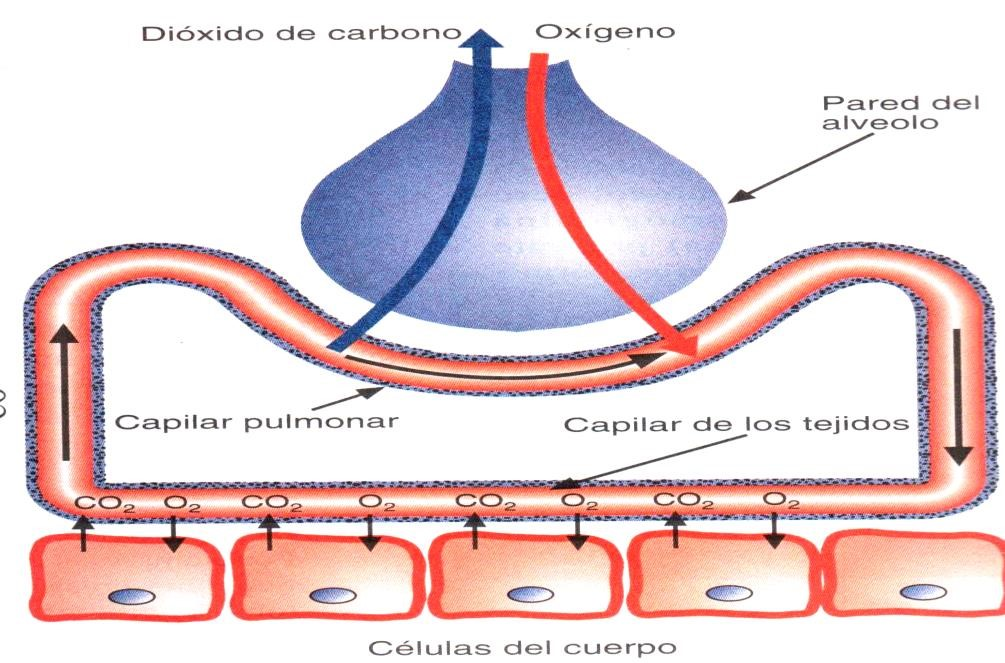 Dióxido de carbono
Oxígeno
Pared del
alveolo
Capilar pulmonar
Capilar de los tejidos
CO₂ O₂ CO₂ O₂ CO₂ O₂ CO₂ O₂
Células del cuerpo